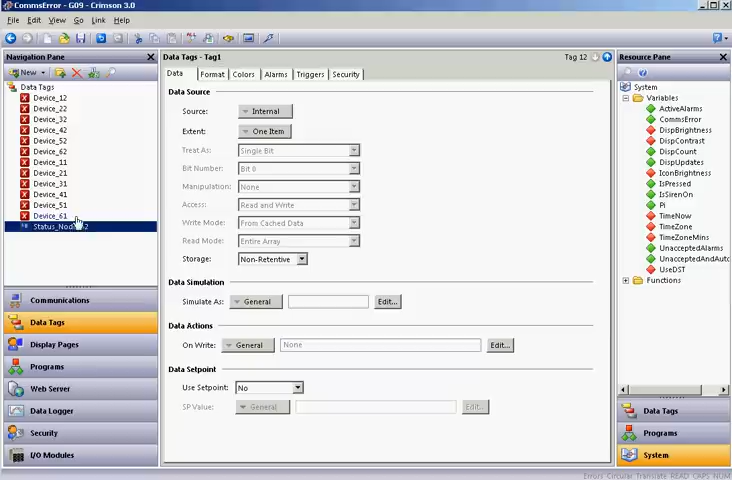 CommsError - G09 - Crimson 3.0
File Edit View Go Link Help
Navigation Pane
New
Data Tags
Device_12
Device_22
Device_32
Device_42
Device_52
Device_62
Device_11
Device_21
Device_31
Device_41
Device_51
Device_61
Communications
Data Tags
Display Pages
Programs
Web Server
Data Logger
Security
I/O Modules
Data Tags - Tag1
Tag 12
Data Format Colors Alarms Triggers Security
Data Source
Source: Internal
Extent: One Item
Treat As: Single Bit
Bit Number: Bit 0
Manipulation: None
Access: Read and Write
Write Mode: From Cached Data
Read Mode: Entire Array
Storage: Non-Retentive
Data Simulation
Simulate As: General Edit...
Data Actions
On Write: General None Edit...
Data Setpoint
Use Setpoint: No
SP Value: General Edit...
Resource Pane
System
Variables
ActiveAlarms
CommsError
DispBrightness
DispContrast
DispCount
DispUpdates
IconBrightness
IsPressed
IsSirenOn
Pi
TimeNow
TimeZone
TimeZoneMins
UnacceptedAlarms
UnacceptedAndAuto
UseDST
Functions
Data Tags
Programs
System
Errors Circular Translate READ CAPS NUM